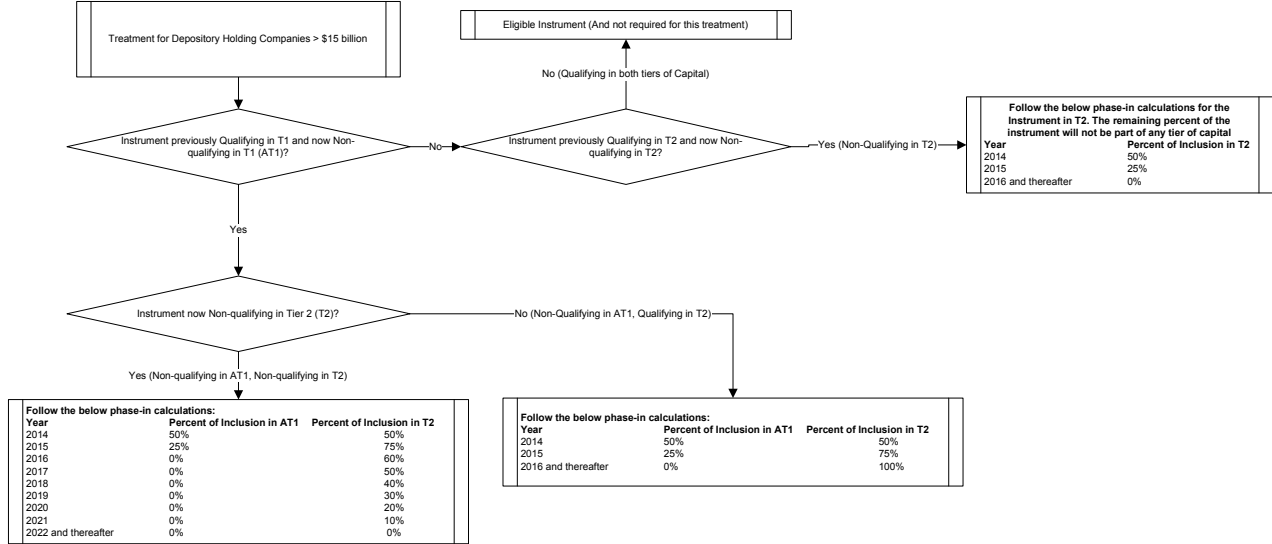 Treatment for Depository Holding Companies > $15 billion
Eligible Instrument (And not required for this treatment)
No (Qualifying in both tiers of Capital)
Instrument previously Qualifying in T1 and now Non-
qualifying in T1 (AT1)?
No
Instrument previously Qualifying in T2 and now Non-
qualifying in T2?
Yes (Non-Qualifying in T2)
Follow the below phase-in calculations for the
Instrument in T2. The remaining percent of the
instrument will not be part of any tier of capital
Year Percent of Inclusion in T2
2014 50%
2015 25%
2016 and thereafter 0%
Yes
Instrument now Non-qualifying in Tier 2 (T2)?
No (Non-Qualifying in AT1, Qualifying in T2)
Yes (Non-qualifying in AT1, Non-qualifying in T2)
Follow the below phase-in calculations:
Year Percent of Inclusion in AT1 Percent of Inclusion in T2
2014 50% 50%
2015 25% 75%
2016 0% 60%
2017 0% 50%
2018 0% 40%
2019 0% 30%
2020 0% 20%
2021 0% 10%
2022 and thereafter 0% 0%
Follow the below phase-in calculations:
Year Percent of Inclusion in AT1 Percent of Inclusion in T2
2014 50% 50%
2015 25% 75%
2016 and thereafter 0% 100%